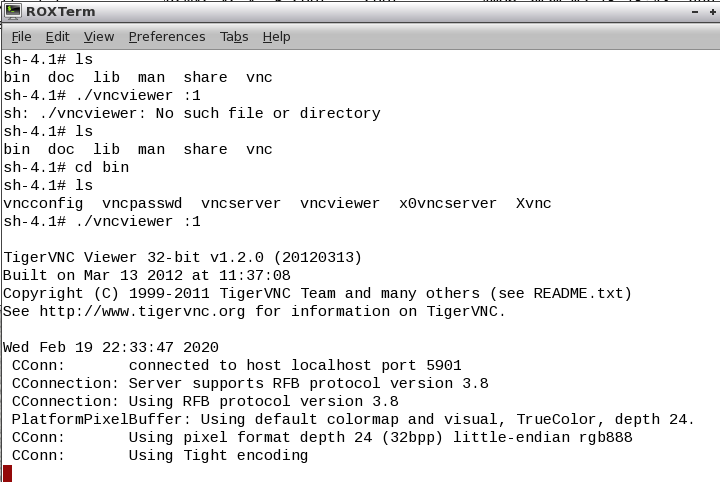 ROXTerm
File Edit View Preferences Tabs Help
sh-4.1# ls
bin  doc  lib  man  share  vnc
sh-4.1# ./vncviewer :1
sh: ./vncviewer: No such file or directory
sh-4.1# ls
bin  doc  lib  man  share  vnc
sh-4.1# cd bin
sh-4.1# ls
vncconfig  vncpasswd  vncserver  vncviewer  x0vncserver  Xvnc
sh-4.1# ./vncviewer :1
TigerVNC Viewer 32-bit v1.2.0 (20120313)
Built on Mar 13 2012 at 11:37:08
Copyright (C) 1999-2011 TigerVNC Team and many others (see README.txt)
See http://www.tigervnc.org for information on TigerVNC.
Wed Feb 19 22:33:47 2020
CConn:       connected to host localhost port 5901
CConnection: Server supports RFB protocol version 3.8
CConnection: Using RFB protocol version 3.8
PlatformPixelBuffer: Using default colormap and visual, TrueColor, depth 24.
CConn:       Using pixel format depth 24 (32bpp) little-endian rgb888
CConn:       Using Tight encoding